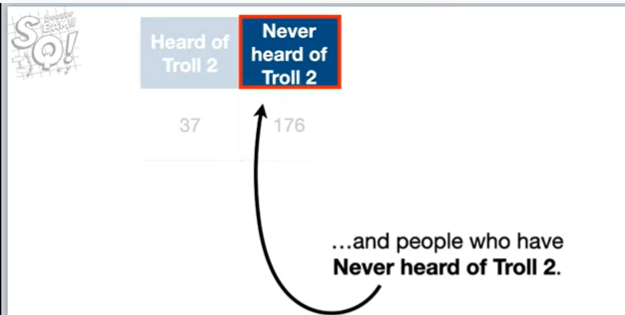 SQ!
Heard of
Troll 2
Never
heard of
Troll 2
37
176
...and people who have
Never heard of Troll 2.